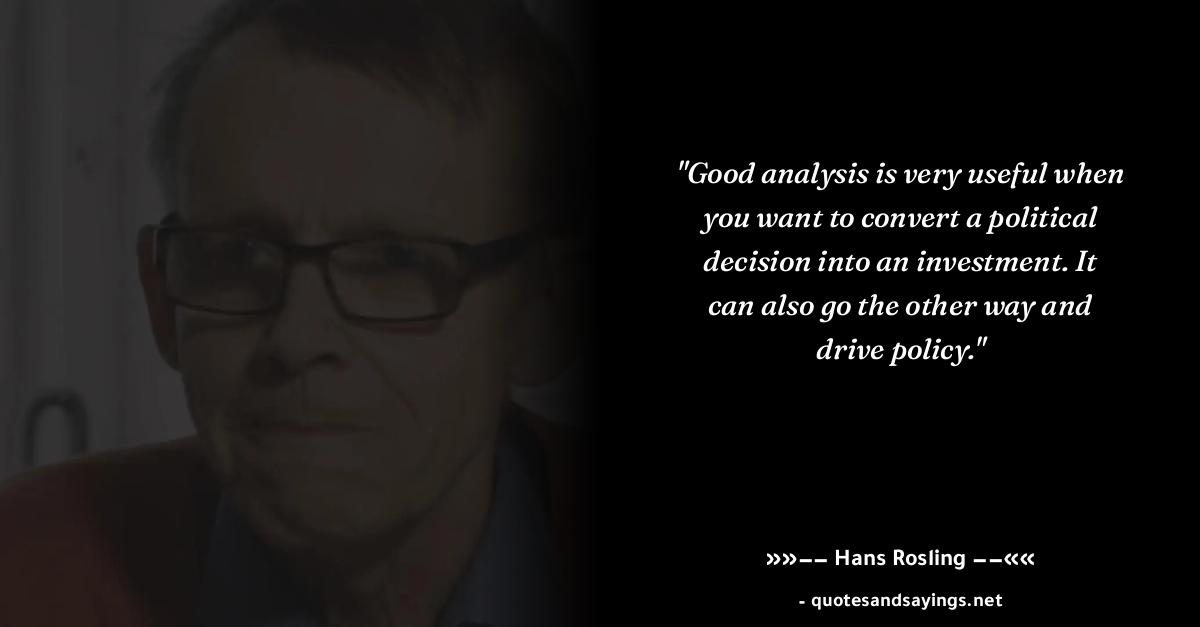 "Good analysis is very useful when
you want to convert a political
decision into an investment. It
can also go the other way and
drive policy."
»»−− Hans Rosling −−««
- quotesandsayings.net